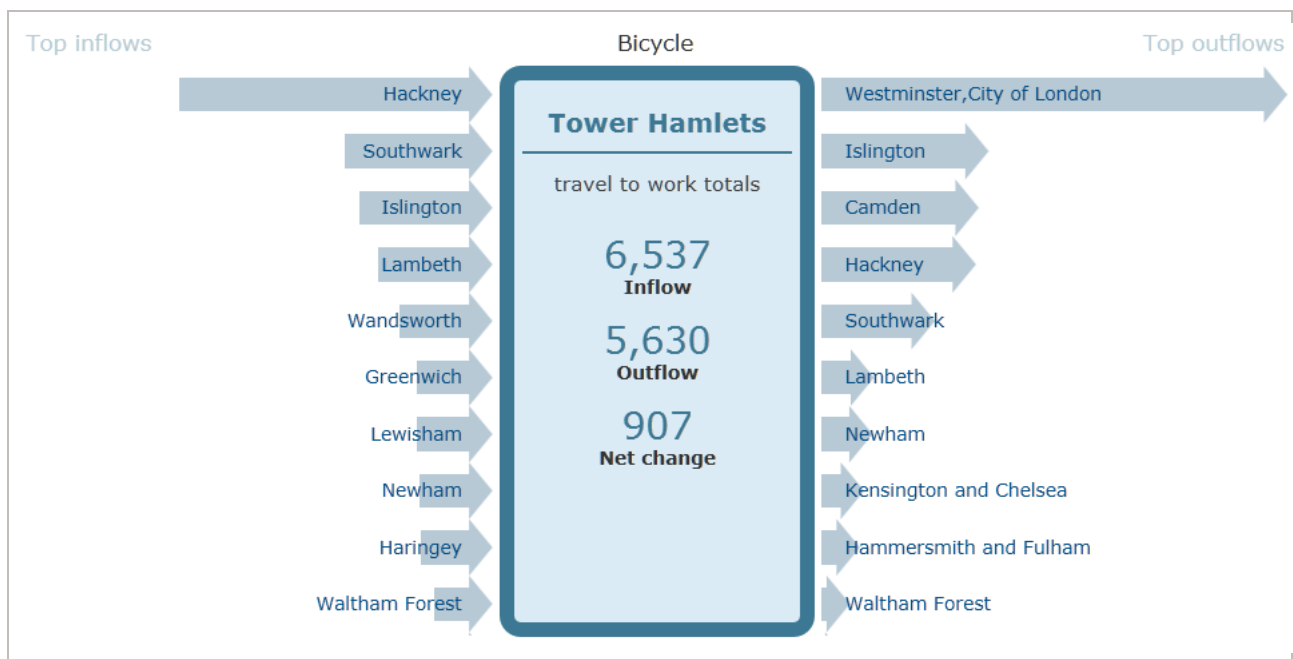 Top inflows
Bicycle
Top outflows
Hackney
Southwark
Islington
Lambeth
Wandsworth
Greenwich
Lewisham
Newham
Haringey
Waltham Forest
Tower Hamlets
travel to work totals
6,537
Inflow
5,630
Outflow
907
Net change
Westminster,City of London
Islington
Camden
Hackney
Southwark
Lambeth
Newham
Kensington and Chelsea
Hammersmith and Fulham
Waltham Forest